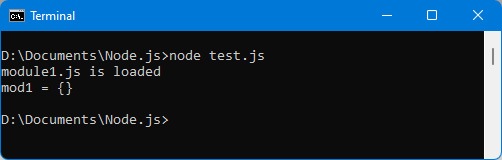 Terminal
D:\Documents\Node.js>node test.js
module1.js is loaded
mod1 = {}
D:\Documents\Node.js>